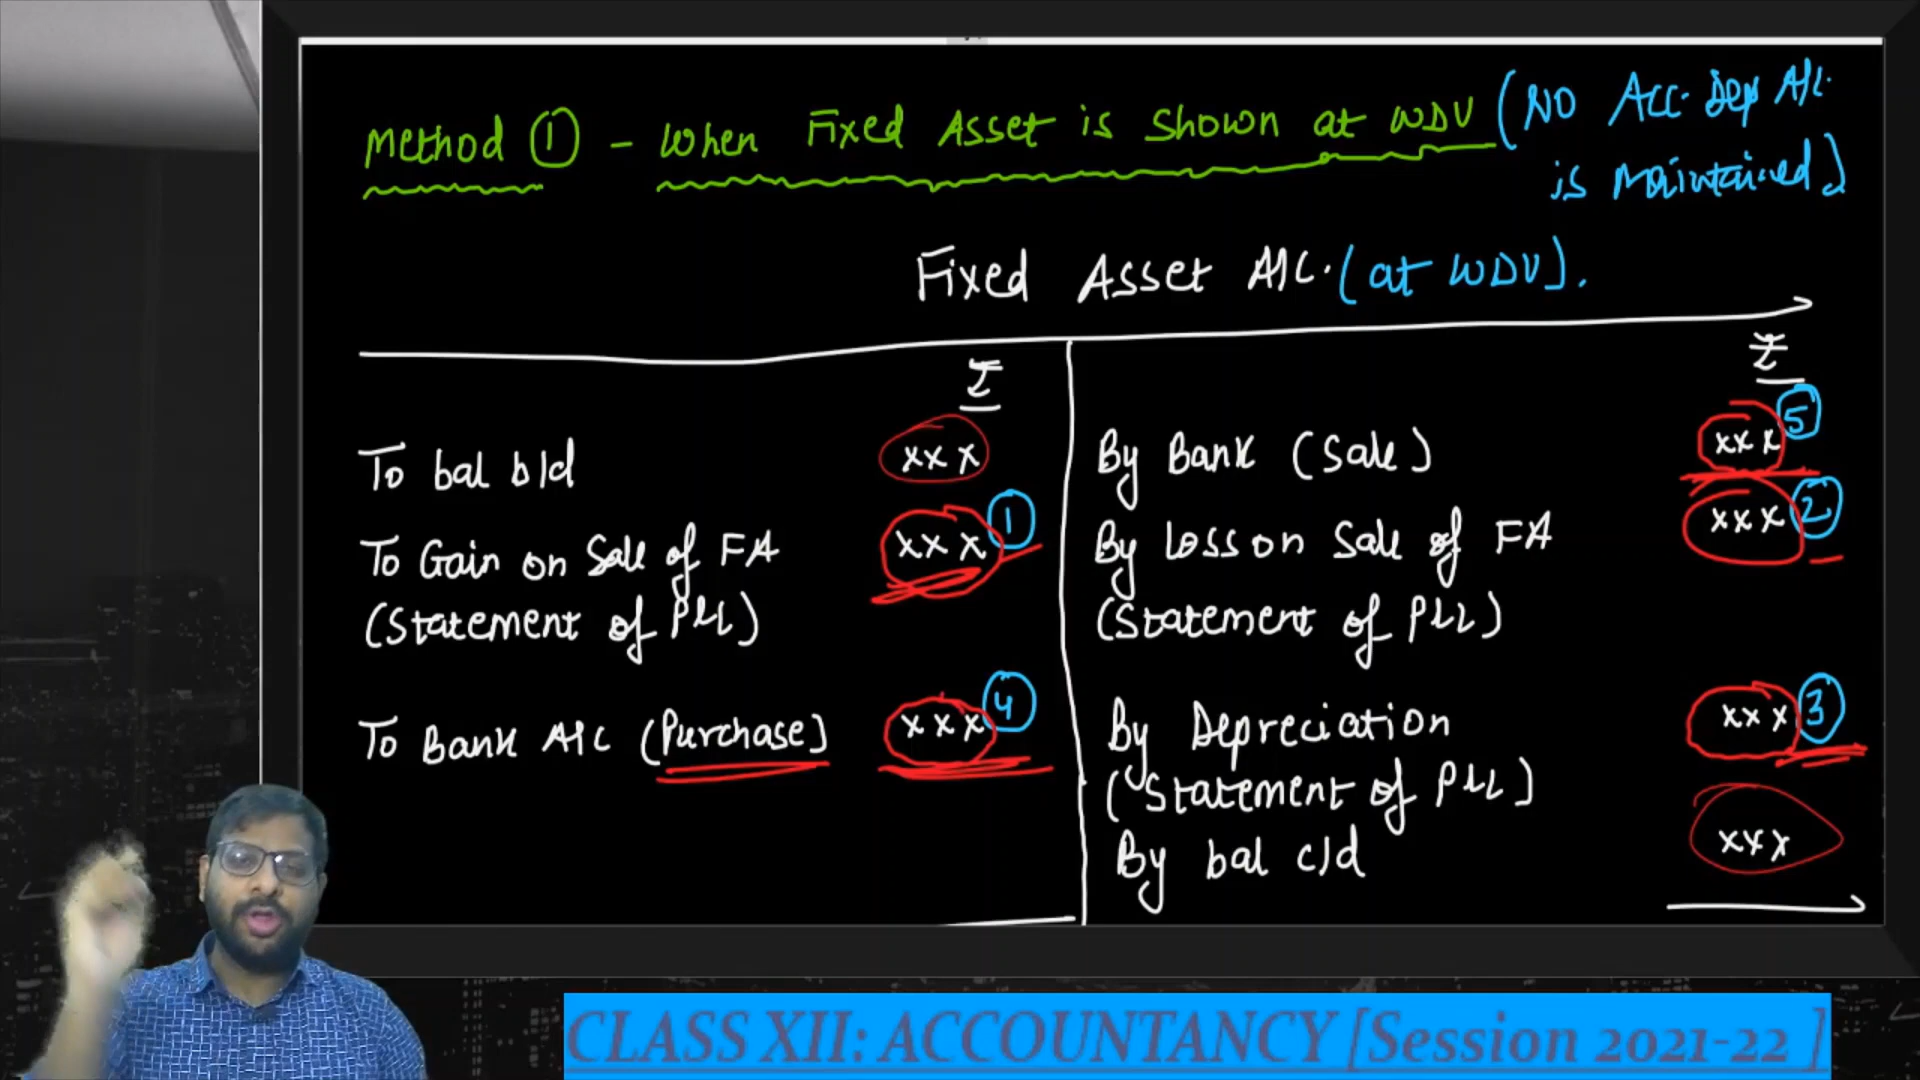 Method ① - When Fixed Asset is Shown at WDV (NO Acc. Dep A/c.
is Maintained)
Fixed Asset A/c. (at WDV).
₹ ₹
To bal b/d xxx By Bank (Sale) xxx ⑤
To Gain on Sale of FA xxx ① By Loss on Sale of FA xxx ②
(Statement of P&L) (Statement of P&L)
To Bank A/c (Purchase) xxx ④ By Depreciation xxx ③
(Statement of P&L)
By bal c/d xxx
CLASS XII: ACCOUNTANCY [Session 2021-22 ]